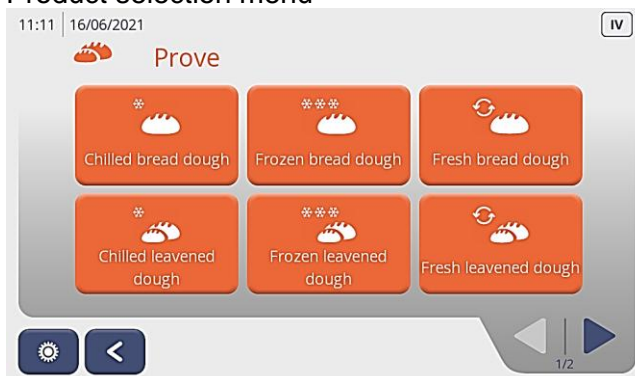 Product selection menu
11:11 16/06/2021
IV
Prove
Chilled bread dough
Frozen bread dough
Fresh bread dough
Chilled leavened
dough
Frozen leavened
dough
Fresh leavened dough
1/2